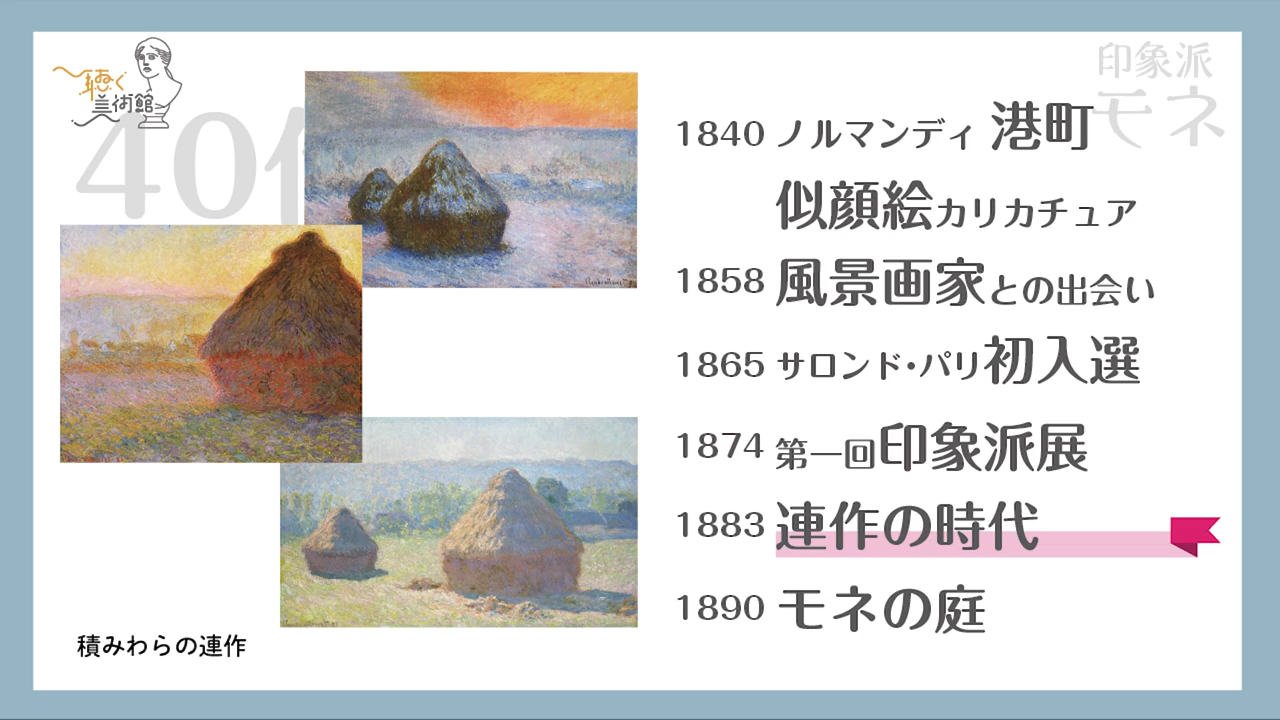 聴く
美術館
40代
積みわらの連作
印象派
モネ
1840 ノルマンディ 港町
似顔絵カリカチュア
1858 風景画家との出会い
1865 サロンド・パリ初入選
1874 第一回印象派展
1883 連作の時代
1890 モネの庭